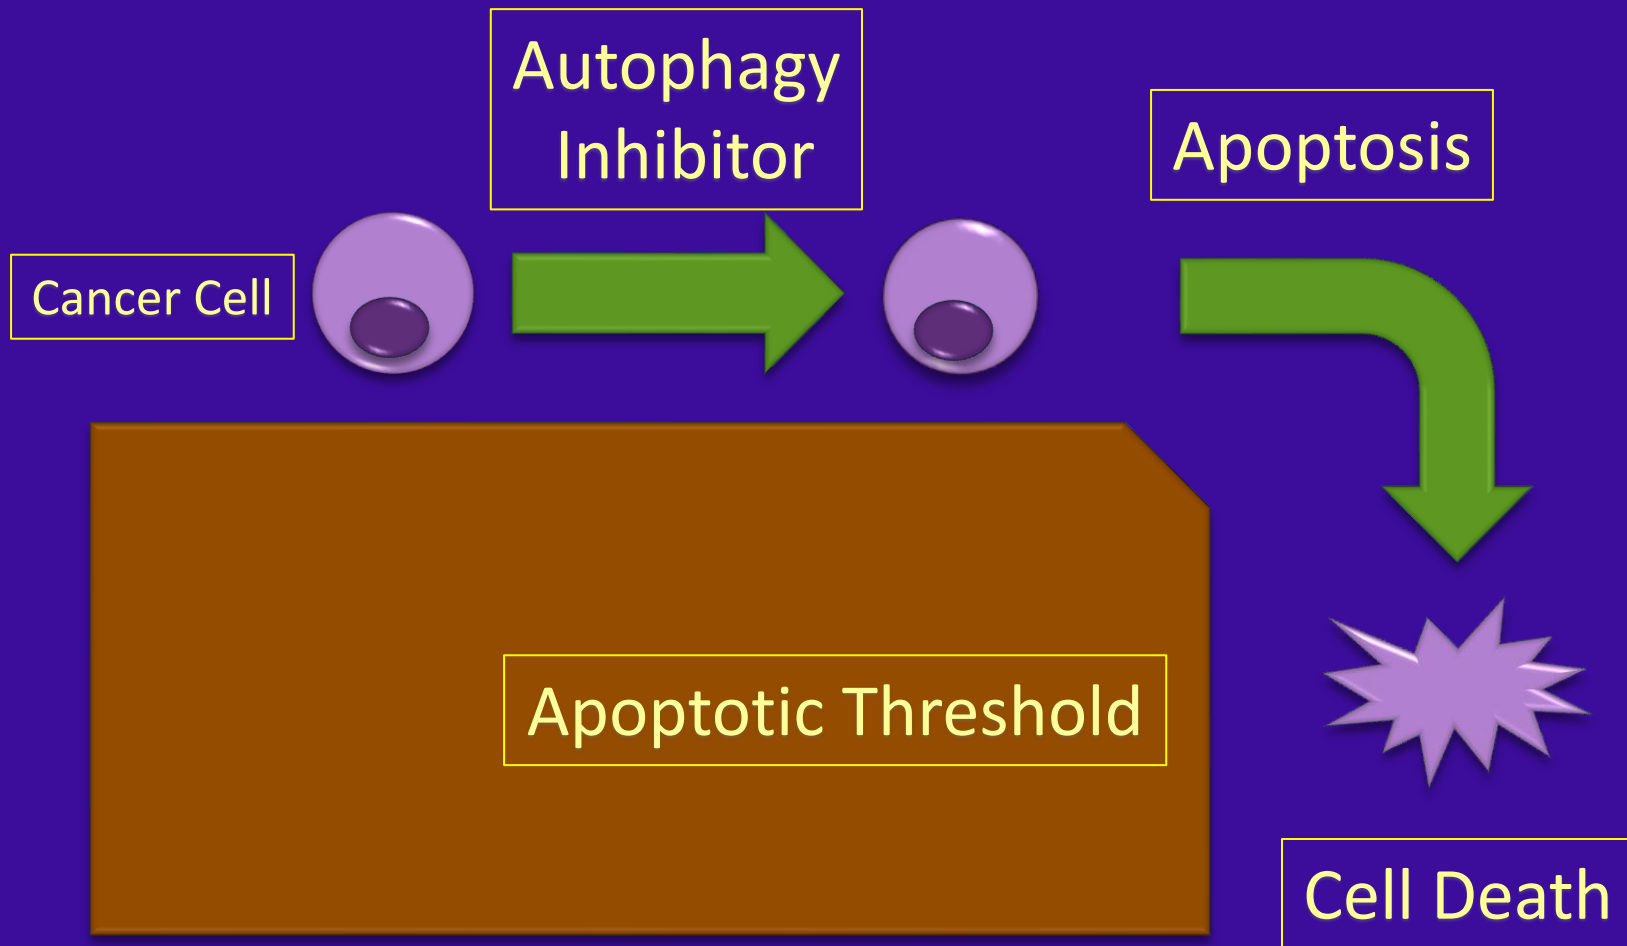 Autophagy
Inhibitor
Apoptosis
Cancer Cell
Apoptotic Threshold
Cell Death